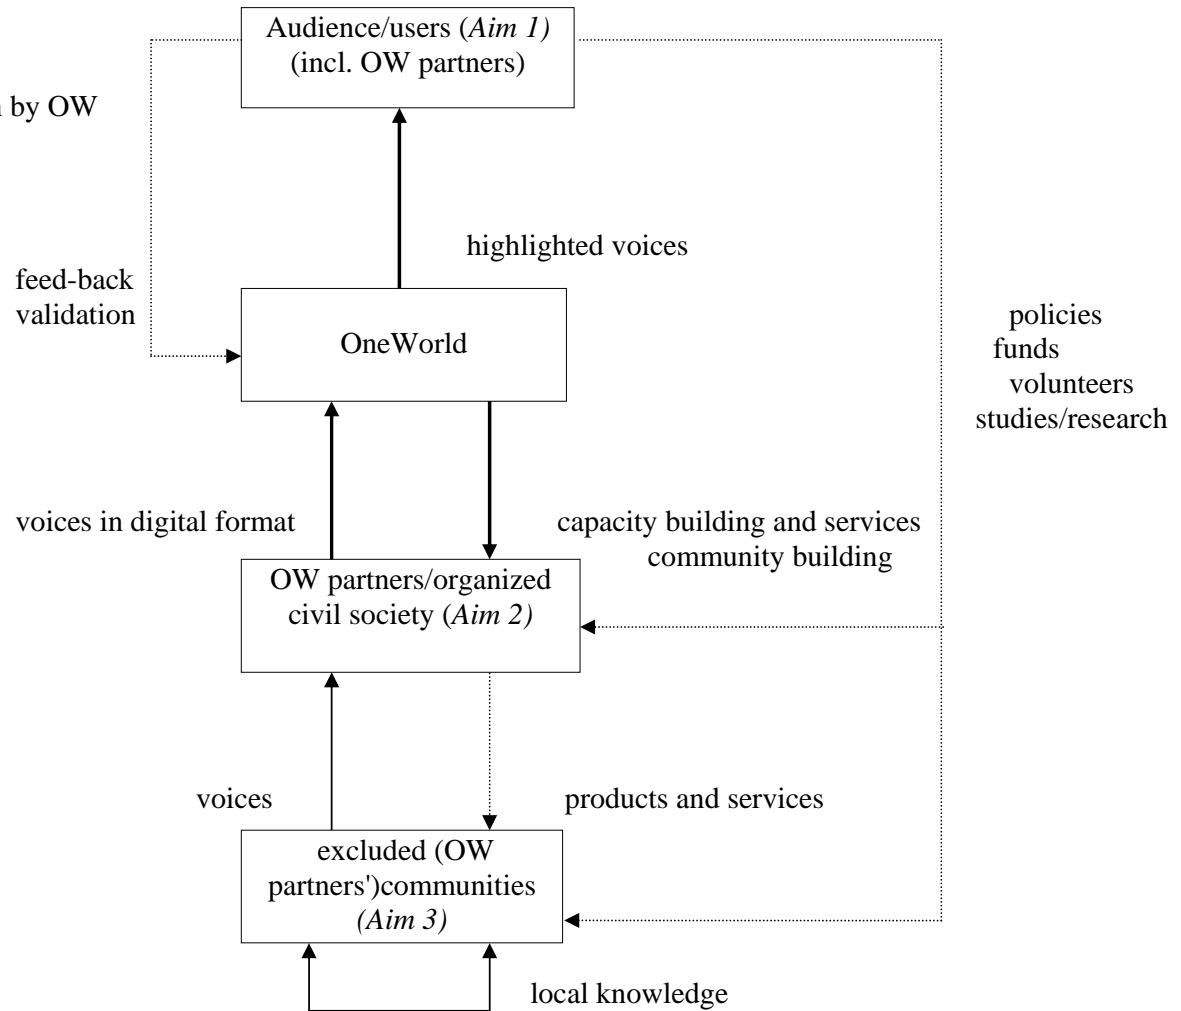 Audience/users (Aim 1)
(incl. OW partners)
by OW
highlighted voices
feed-back
validation
OneWorld
policies
funds
volunteers
studies/research
voices in digital format
capacity building and services
community building
OW partners/organized
civil society (Aim 2)
voices
products and services
excluded (OW
partners')communities
(Aim 3)
local knowledge